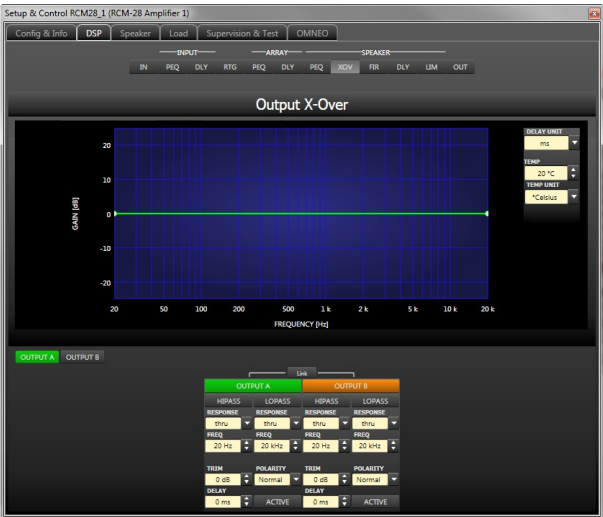 Setup & Control RCM28_1 (RCM-28 Amplifier 1)
Config & Info DSP Speaker Load Supervision & Test OMNEO
INPUT ARRAY SPEAKER
IN PEQ DLY RTG PEQ DLY PEQ XOV FIR DLY LIM OUT
Output X-Over
DELAY UNIT
ms
TEMP
20 °C
TEMP UNIT
°Celsius
GAIN [dB]
20
10
0
-10
-20
20 50 100 200 500 1 k 2 k 5 k 10 k 20 k
FREQUENCY [Hz]
OUTPUT A OUTPUT B
Link
OUTPUT A OUTPUT B
HIPASS LOPASS HIPASS LOPASS
RESPONSE RESPONSE RESPONSE RESPONSE
thru thru thru thru
FREQ FREQ FREQ FREQ
20 Hz 20 kHz 20 Hz 20 kHz
TRIM POLARITY TRIM POLARITY
0 dB Normal 0 dB Normal
DELAY DELAY
0 ms ACTIVE 0 ms ACTIVE